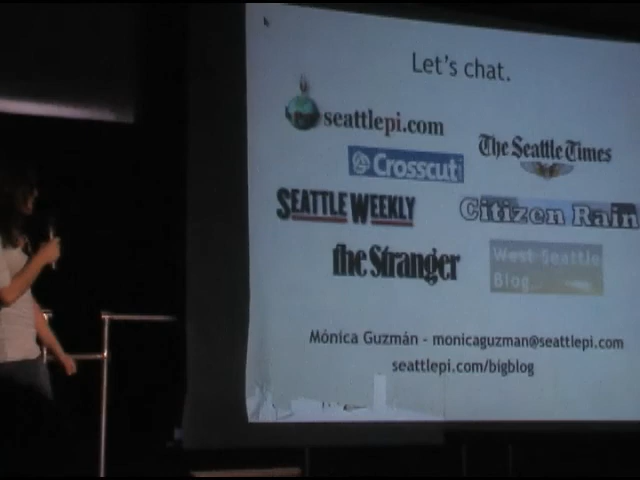 Let's chat.
seattlepi.com
The Seattle Times
Crosscut
SEATTLE WEEKLY
Citizen Rain
the Stranger
West Seattle
Blog
Mónica Guzmán - monicaguzman@seattlepi.com
seattlepi.com/bigblog